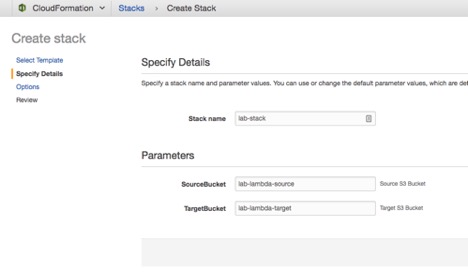 CloudFormation Stacks > Create Stack
Create stack
Select Template
Specify Details
Options
Review
Specify Details
Specify a stack name and parameter values. You can use or change the default parameter values, which are
Stack name lab-stack
Parameters
SourceBucket lab-lambda-source Source S3 Bucket
TargetBucket lab-lambda-target Target S3 Bucket